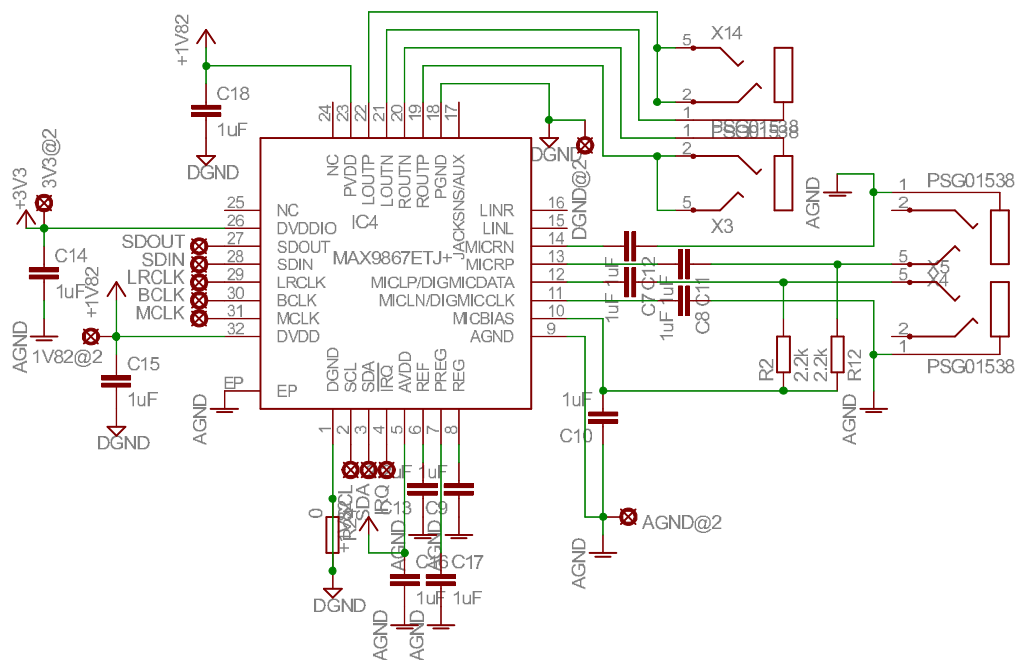 +1V82
C18
1uF
DGND
24
23
22
21
20
19
18
17
NC
PVDD
LOUTP
LOUTN
ROUTN
ROUTP
PGND
JACKSNS/AUX
X14
5
2
1
PSG01538
1
PSG01538
2
5
X3
DGND
DGND@2
+3V3
3V3@2
C14
1uF
AGND
SDOUT
SDIN
LRCLK
BCLK
MCLK
+1V82
1V82@2
C15
1uF
DGND
25 NC
26 DVDDIO
27 SDOUT
28 SDIN
29 LRCLK
30 BCLK
31 MCLK
32 DVDD
EP EP
AGND
IC4
MAX9867ETJ+
LINR 16
LINL 15
MICRN 14
MICRP 13
MICLP/DIGMICDATA 12
MICLN/DIGMICCLK 11
MICBIAS 10
AGND 9
1uF C12
1uF C11
1uF C7
1uF C8
AGND
1 PSG01538
2
5
X5
5
X4
2
1 PSG01538
R2
2.2k
2.2k
R12
AGND
1uF
C10
AGND@2
AGND
DGND
SCL
SDA
IRQ
AVDD
REF
PREG
REG
1
2
3
4
5
6
7
8
SCL
SDA
IRQ
0
+1V82
DGND
1uF
1uF
C13
C9
AGND
AGND
C16
C17
1uF
1uF
AGND
AGND